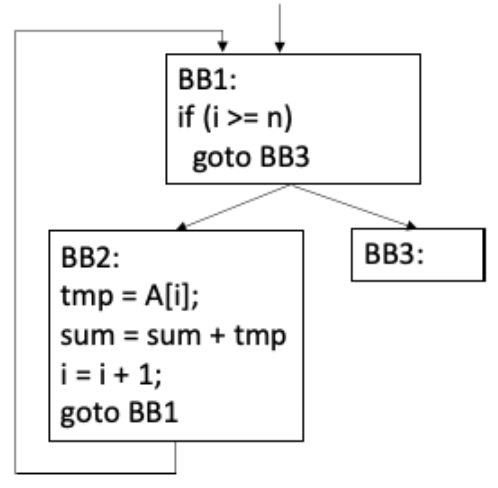 BB1:
if (i >= n)
goto BB3
BB2:
tmp = A[i];
sum = sum + tmp
i = i + 1;
goto BB1
BB3: